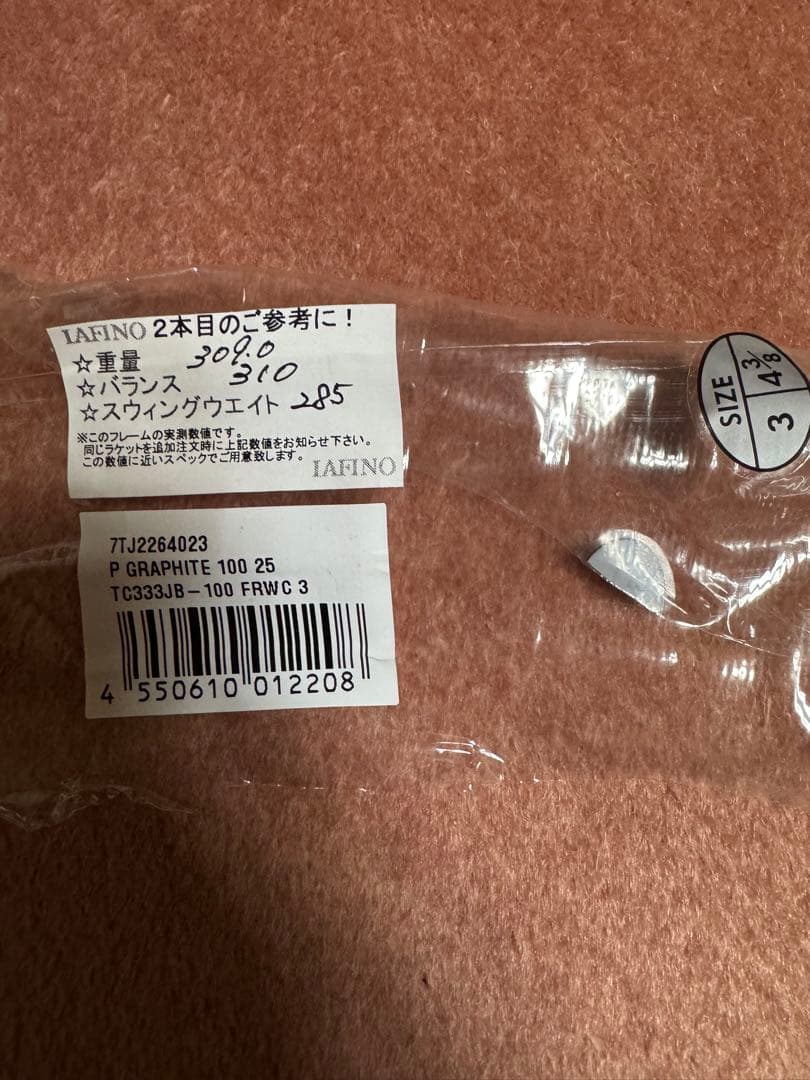 LAFINO 2本目のご参考に!
☆重量 309.0
☆バランス 310
☆スウィングウエイト 285
※このフレームの実測数値です。
同じラケットを追加注文時に上記数値をお知らせ下さい。
この数値に近いスペックでご用意致します。
LAFINO
7TJ2264023
P GRAPHITE 100 25
TC333JB-100 FRWC 3
4 550610 012208
SIZE
4 3/8
3